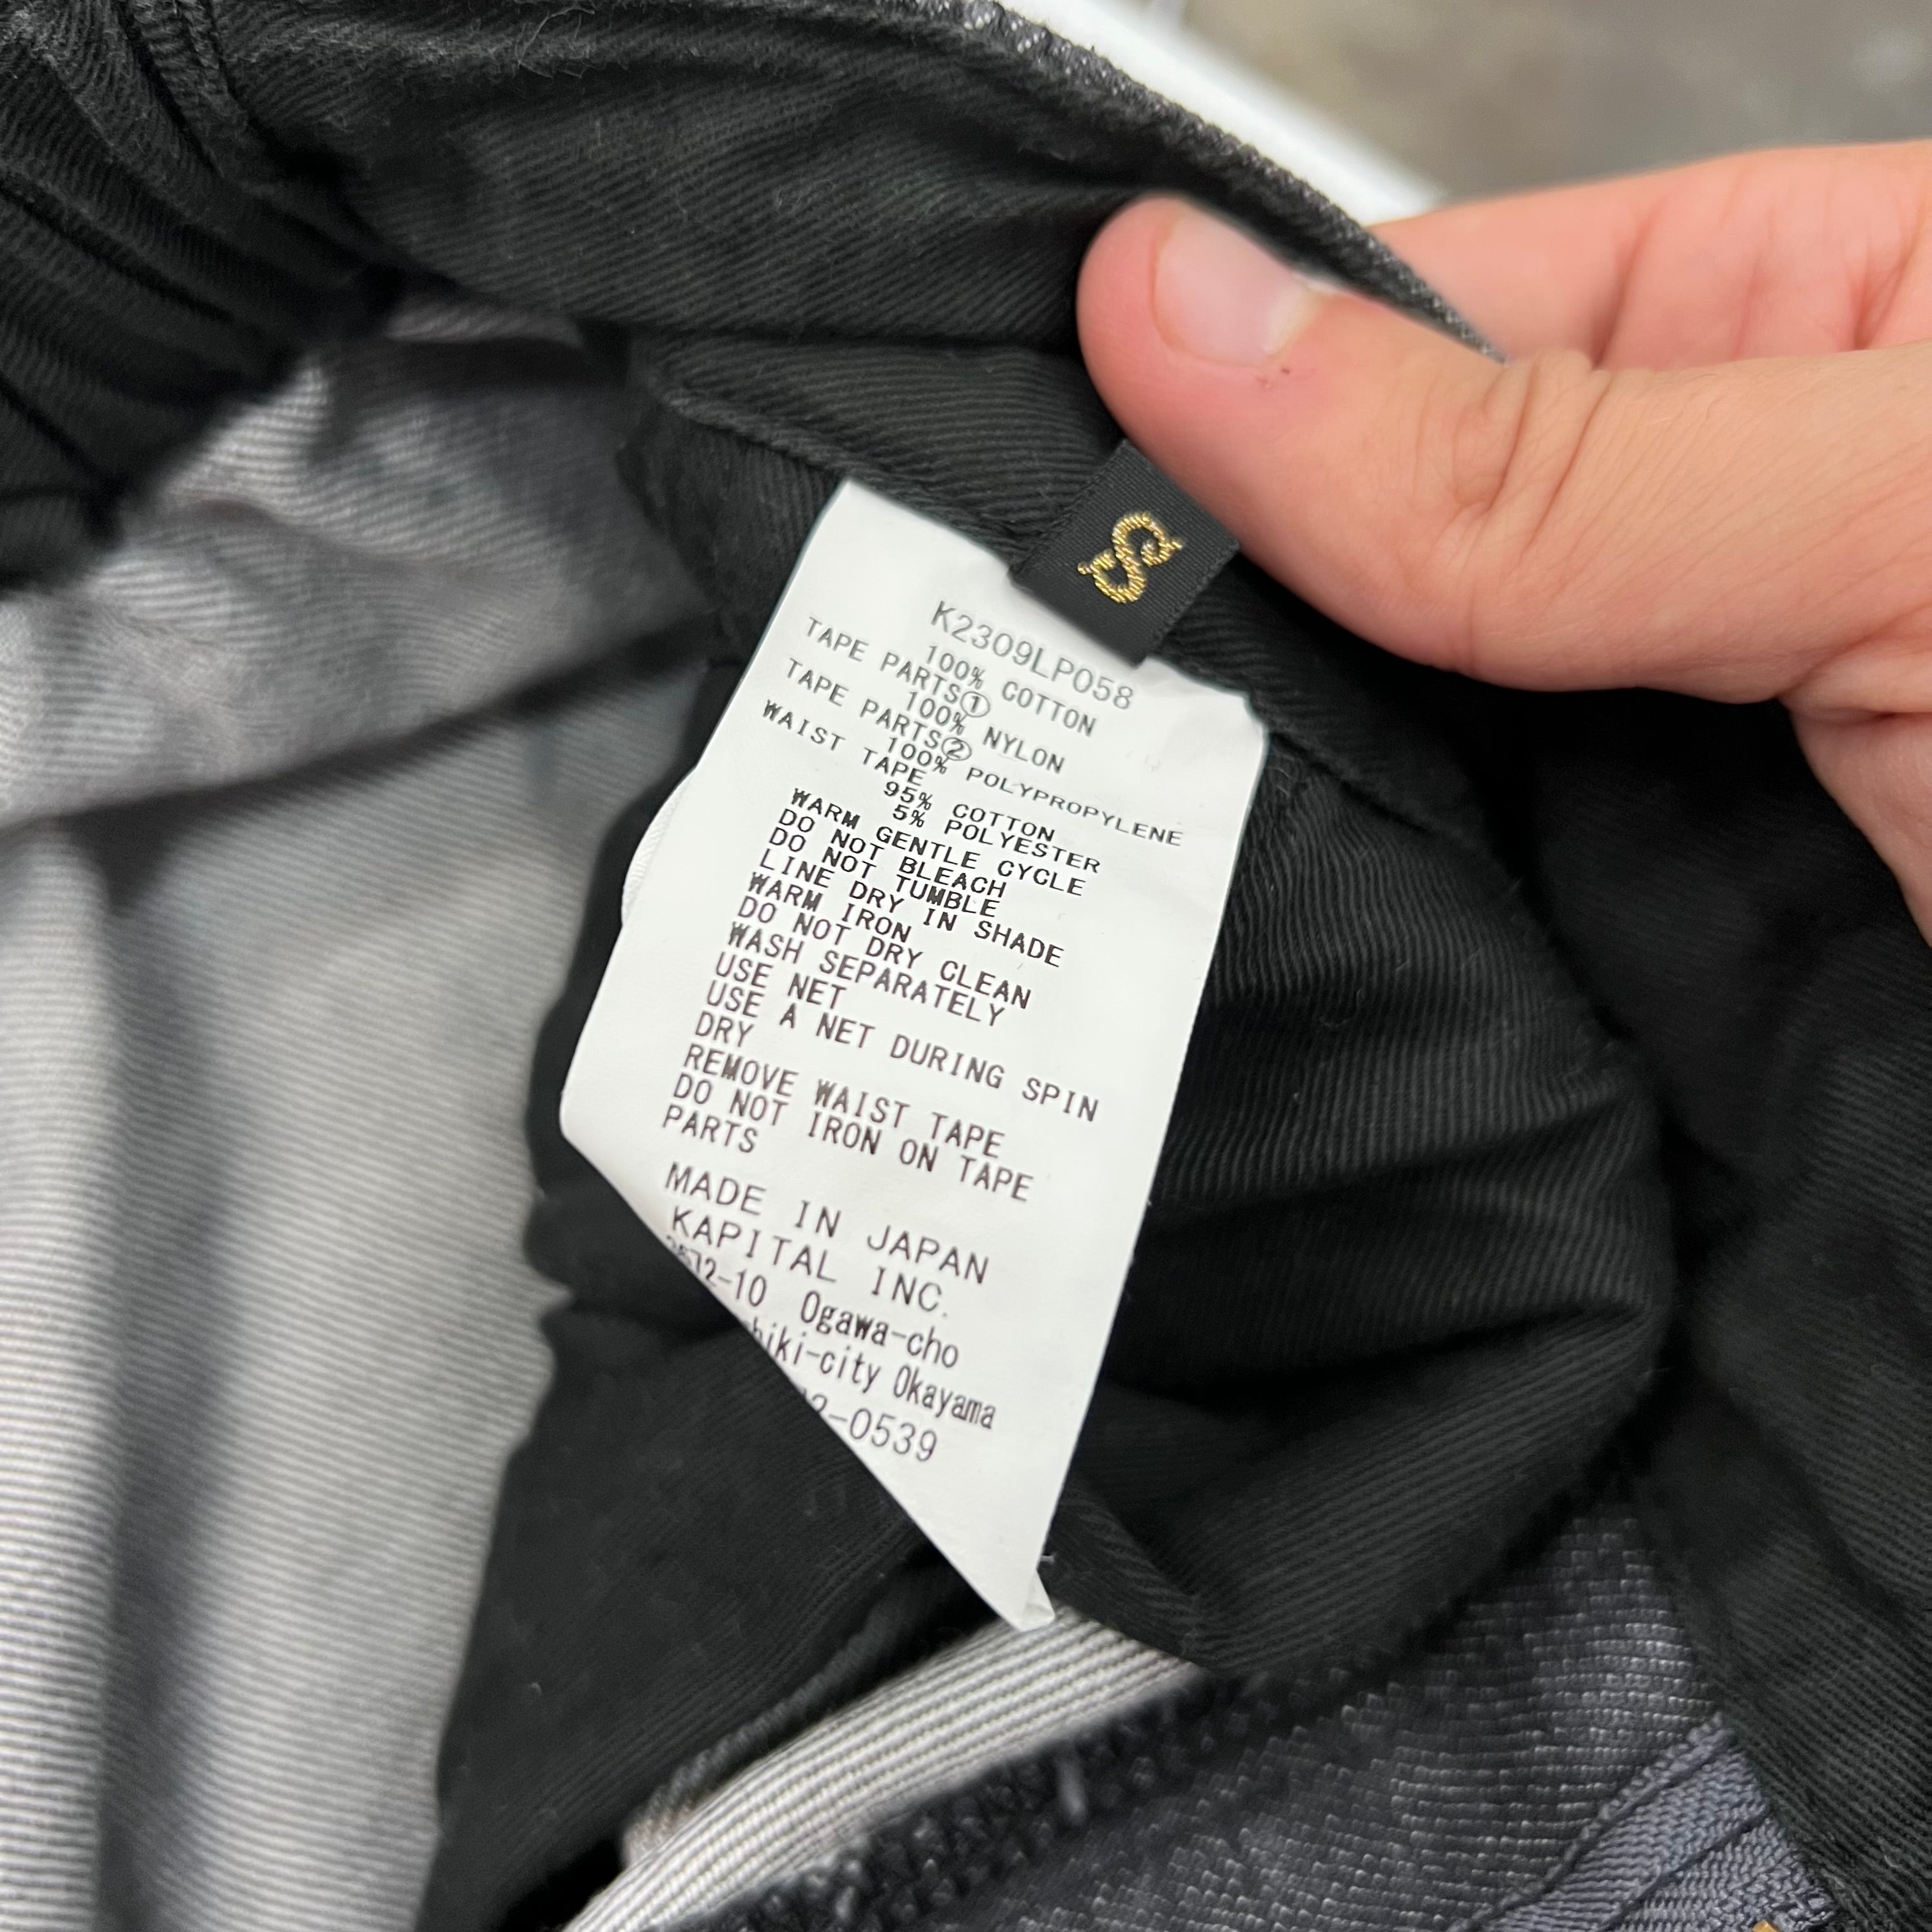 S
K2309LP058
100% COTTON
TAPE PARTS①
100% NYLON
TAPE PARTS②
100% POLYPROPYLENE
WAIST TAPE
95% COTTON
5% POLYESTER
WARM GENTLE CYCLE
DO NOT BLEACH
DO NOT TUMBLE
LINE DRY IN SHADE
WARM IRON
DO NOT DRY CLEAN
WASH SEPARATELY
USE NET
USE A NET DURING SPIN
DRY
REMOVE WAIST TAPE
DO NOT IRON ON TAPE
PARTS
MADE IN JAPAN
KAPITAL INC.
Ogawa-cho
Okayama